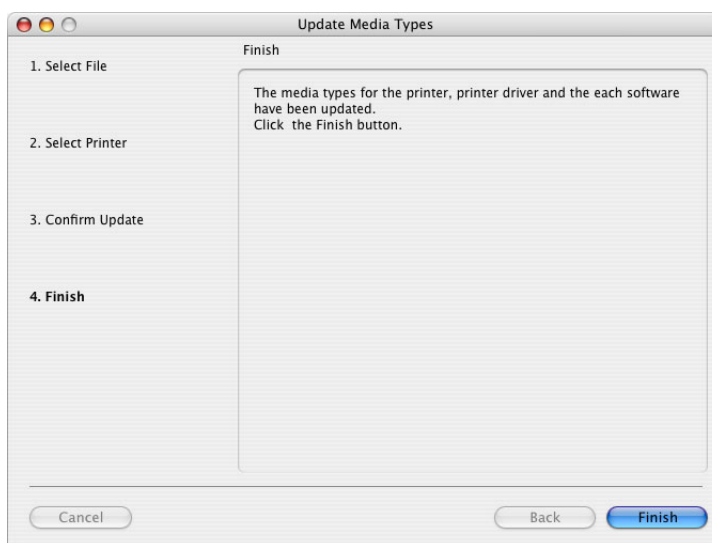 Update Media Types
1. Select File
2. Select Printer
3. Confirm Update
4. Finish
Finish
The media types for the printer, printer driver and the each software
have been updated.
Click  the Finish button.
Cancel
Back
Finish